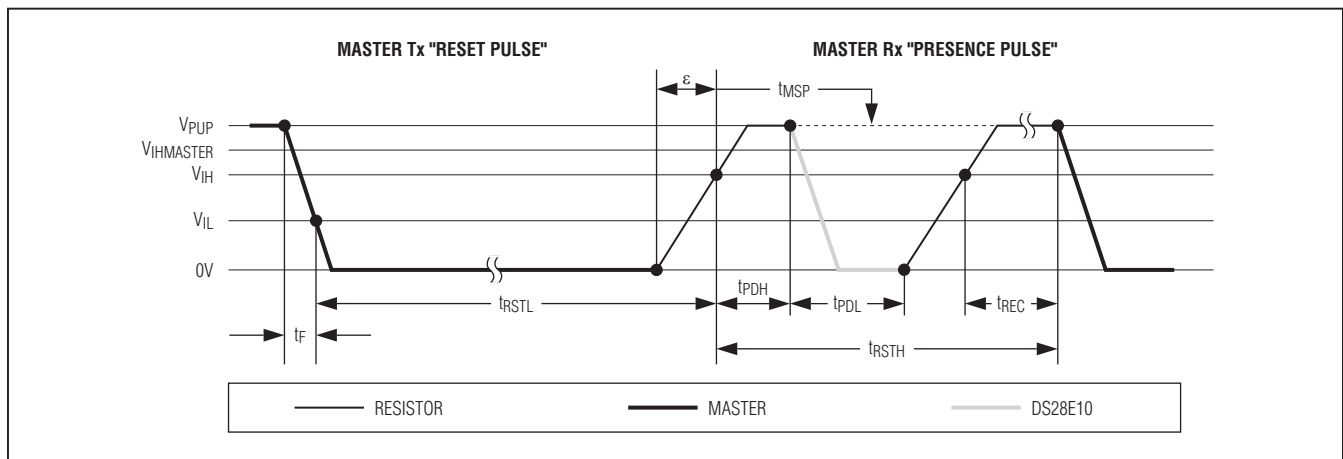 MASTER Tx "RESET PULSE"
MASTER Rx "PRESENCE PULSE"
ε
tMSP
VPUP
VIHMASTER
VIH
VIL
0V
tRSTL
tPDH
tPDL
tREC
tF
tRSTH
RESISTOR
MASTER
DS28E10